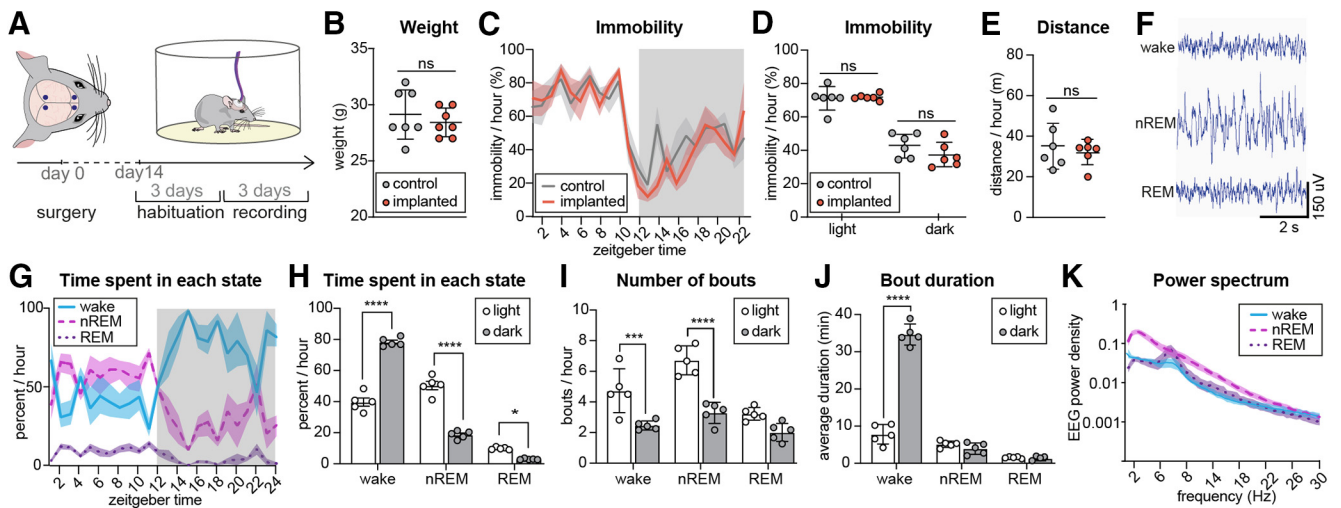 A
day 0
day14
3 days
3 days
surgery
habituation
recording
B
Weight
ns
weight (g)
35
30
25
20
control
implanted
C
Immobility
immobility / hour (%)
100
80
60
40
20
0
control
implanted
2 4 6 8 10 12 14 16 18 20 22
zeitgeber time
D
Immobility
immobility / hour (%)
100
80
60
40
20
0
ns
ns
control
implanted
light
dark
E
Distance
distance / hour (m)
80
60
40
20
0
ns
F
wake
nREM
REM
150 uV
2 s
G
Time spent in each state
wake
nREM
REM
percent / hour
100
50
0
2 4 6 8 10 12 14 16 18 20 22 24
zeitgeber time
H
Time spent in each state
percent / hour
100
80
60
40
20
0
****
****
*
light
dark
wake
nREM
REM
I
Number of bouts
bouts / hour
10
8
6
4
2
0
***
****
light
dark
wake
nREM
REM
J
Bout duration
average duration (min)
40
30
20
10
0
****
light
dark
wake
nREM
REM
K
Power spectrum
EEG power density
1
0.1
0.01
0.001
wake
nREM
REM
2 6 10 14 18 22 26 30
frequency (Hz)